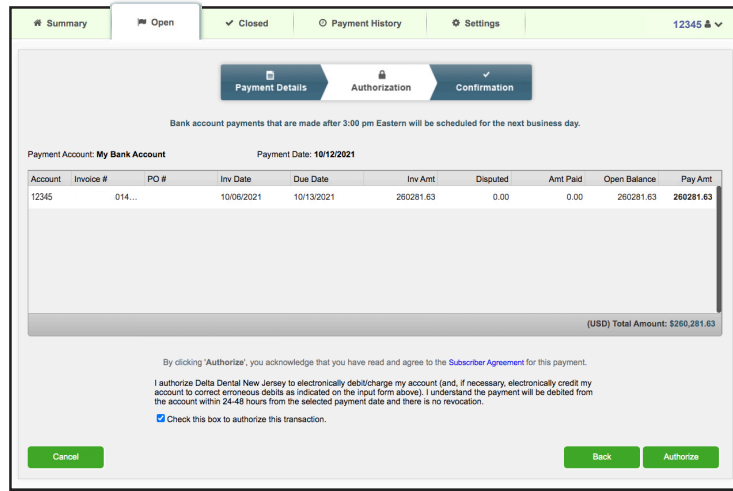 Summary Open Closed Payment History Settings 12345
Payment Details Authorization Confirmation
Bank account payments that are made after 3:00 pm Eastern will be scheduled for the next business day.
Payment Account: My Bank Account Payment Date: 10/12/2021
Account Invoice # PO # Inv Date Due Date Inv Amt Disputed Amt Paid Open Balance Pay Amt
12345 014... 10/06/2021 10/13/2021 260281.63 0.00 0.00 260281.63 260281.63
(USD) Total Amount: $260,281.63
By clicking 'Authorize', you acknowledge that you have read and agree to the Subscriber Agreement for this payment.
I authorize Delta Dental New Jersey to electronically debit/charge my account (and, if necessary, electronically credit my
account to correct erroneous debits as indicated on the input form above). I understand the payment will be debited from
the account within 24-48 hours from the selected payment date and there is no revocation.
Check this box to authorize this transaction.
Cancel Back Authorize